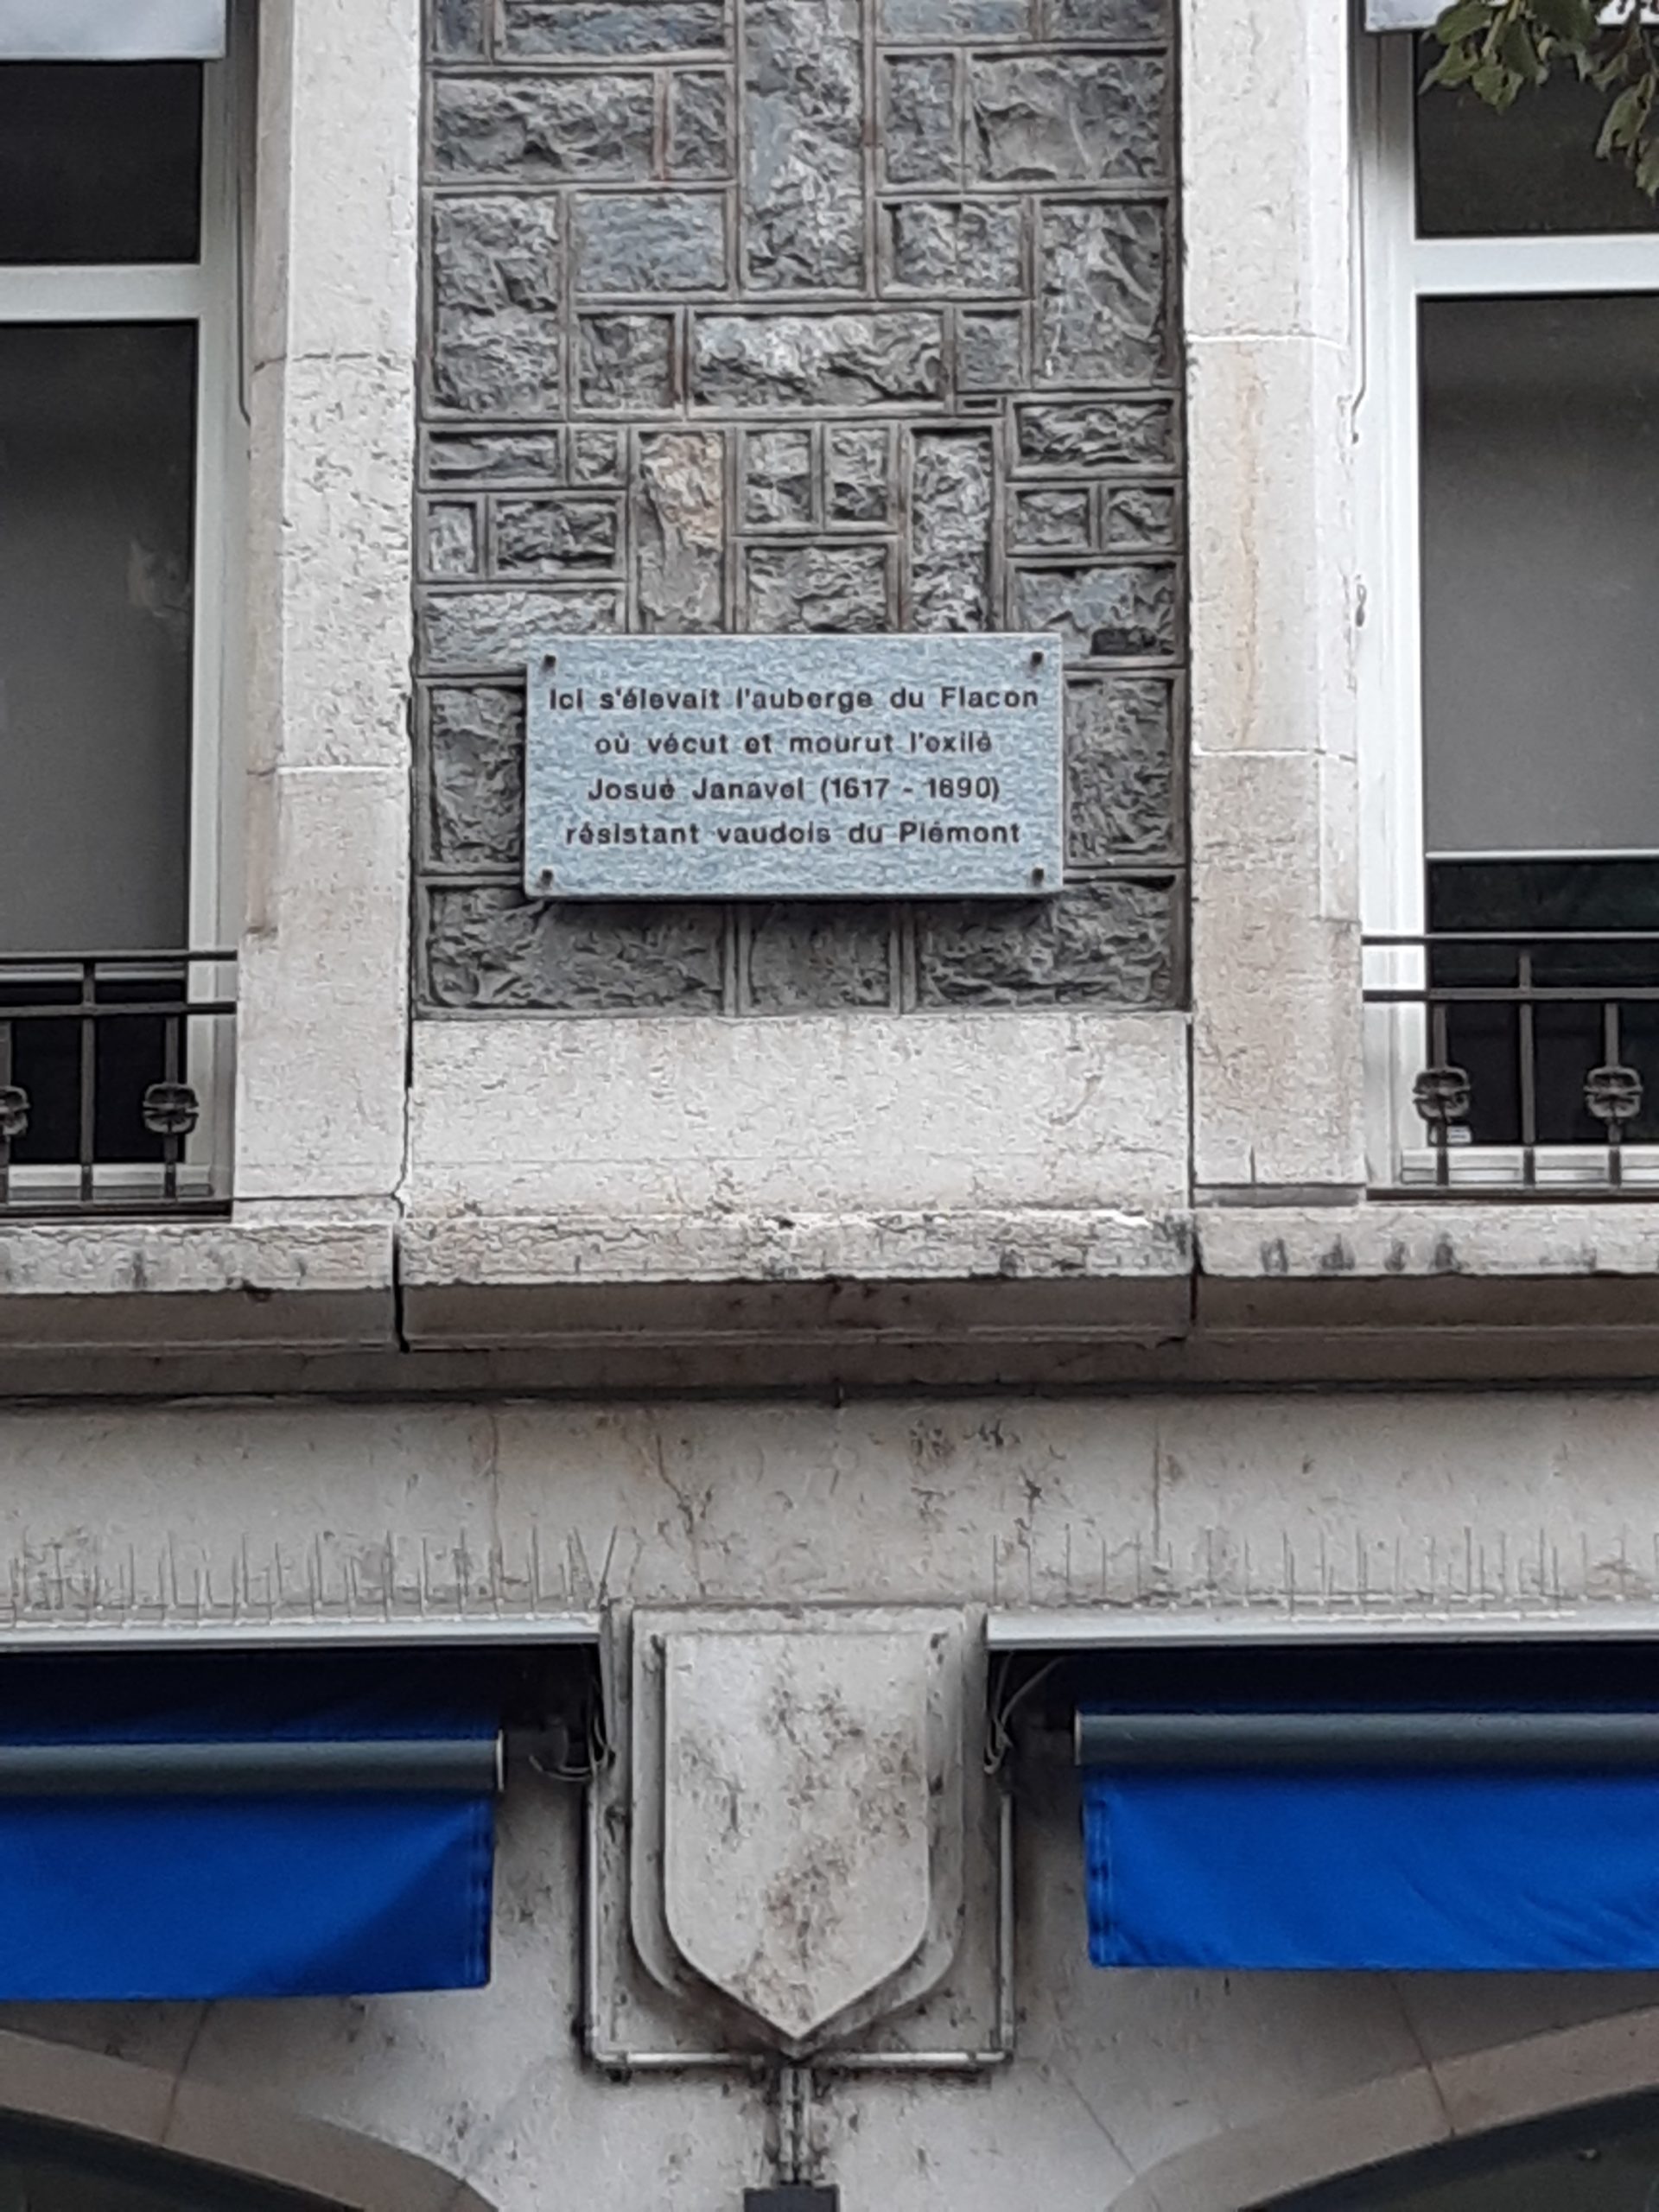 Ici s'élevait l'auberge du Flacon
où vécut et mourut l'exilé
Josué Janavel (1617 - 1690)
résistant vaudois du Piémont